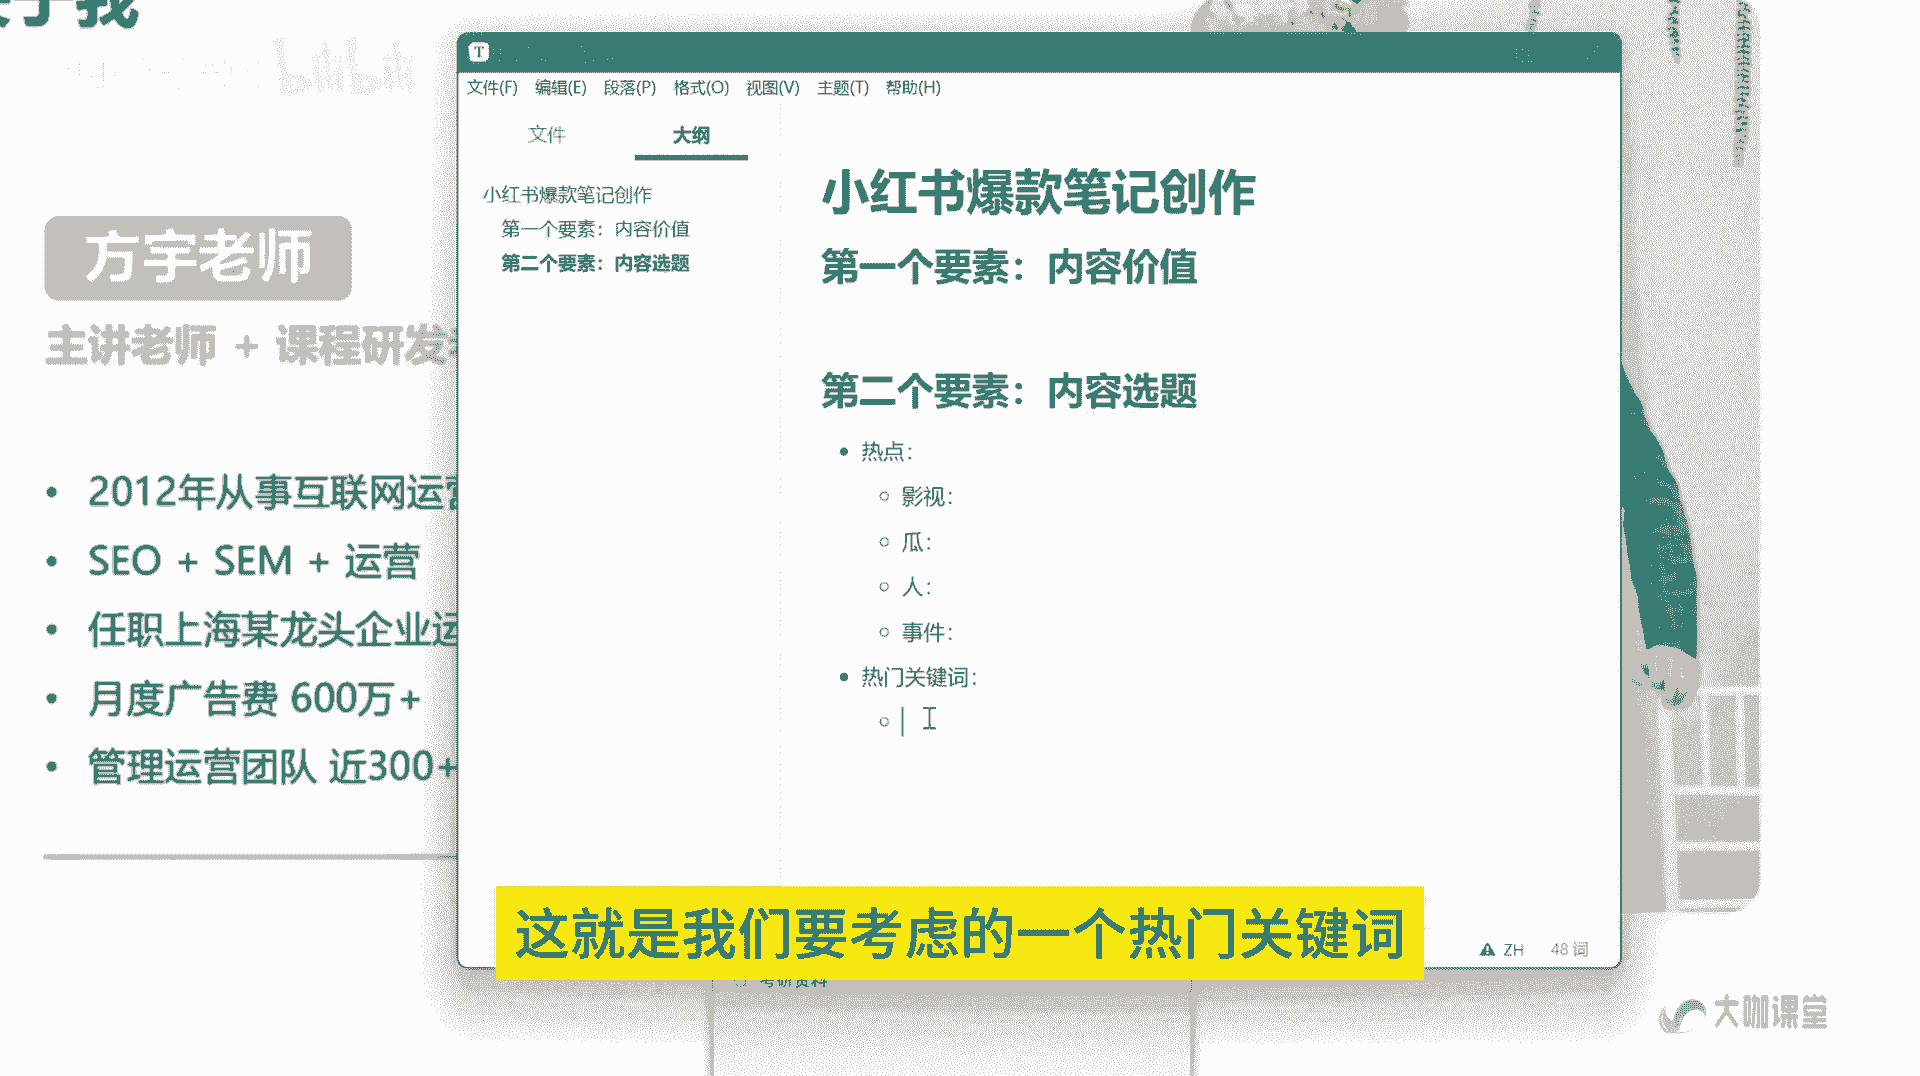 于我
bilibili
方宇老师
主讲老师 + 课程研发
• 2012年从事互联网运营
• SEO + SEM + 运营
• 任职上海某龙头企业运
• 月度广告费 600万+
• 管理运营团队 近300+
T
文件(F) 编辑(E) 段落(P) 格式(O) 视图(V) 主题(T) 帮助(H)
文件 大纲
小红书爆款笔记创作
第一个要素：内容价值
第二个要素：内容选题
小红书爆款笔记创作
第一个要素：内容价值
第二个要素：内容选题
• 热点：
○ 影视：
○ 瓜：
○ 人：
○ 事件：
• 热门关键词：
ZH 48 词
这就是我们要考虑的一个热门关键词
考研资料
大咖课堂